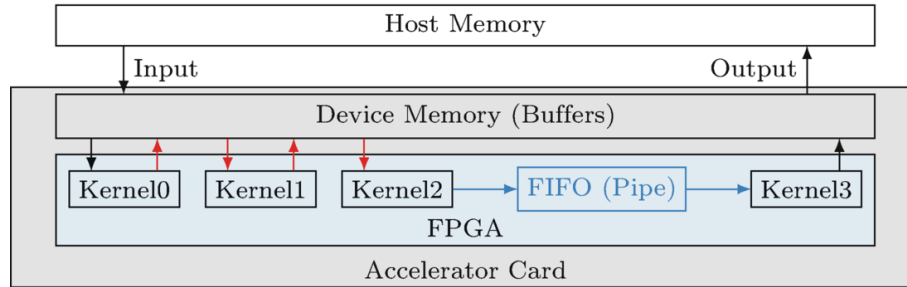 Host Memory
Input
Output
Device Memory (Buffers)
Kernel0
Kernel1
Kernel2
FIFO (Pipe)
Kernel3
FPGA
Accelerator Card